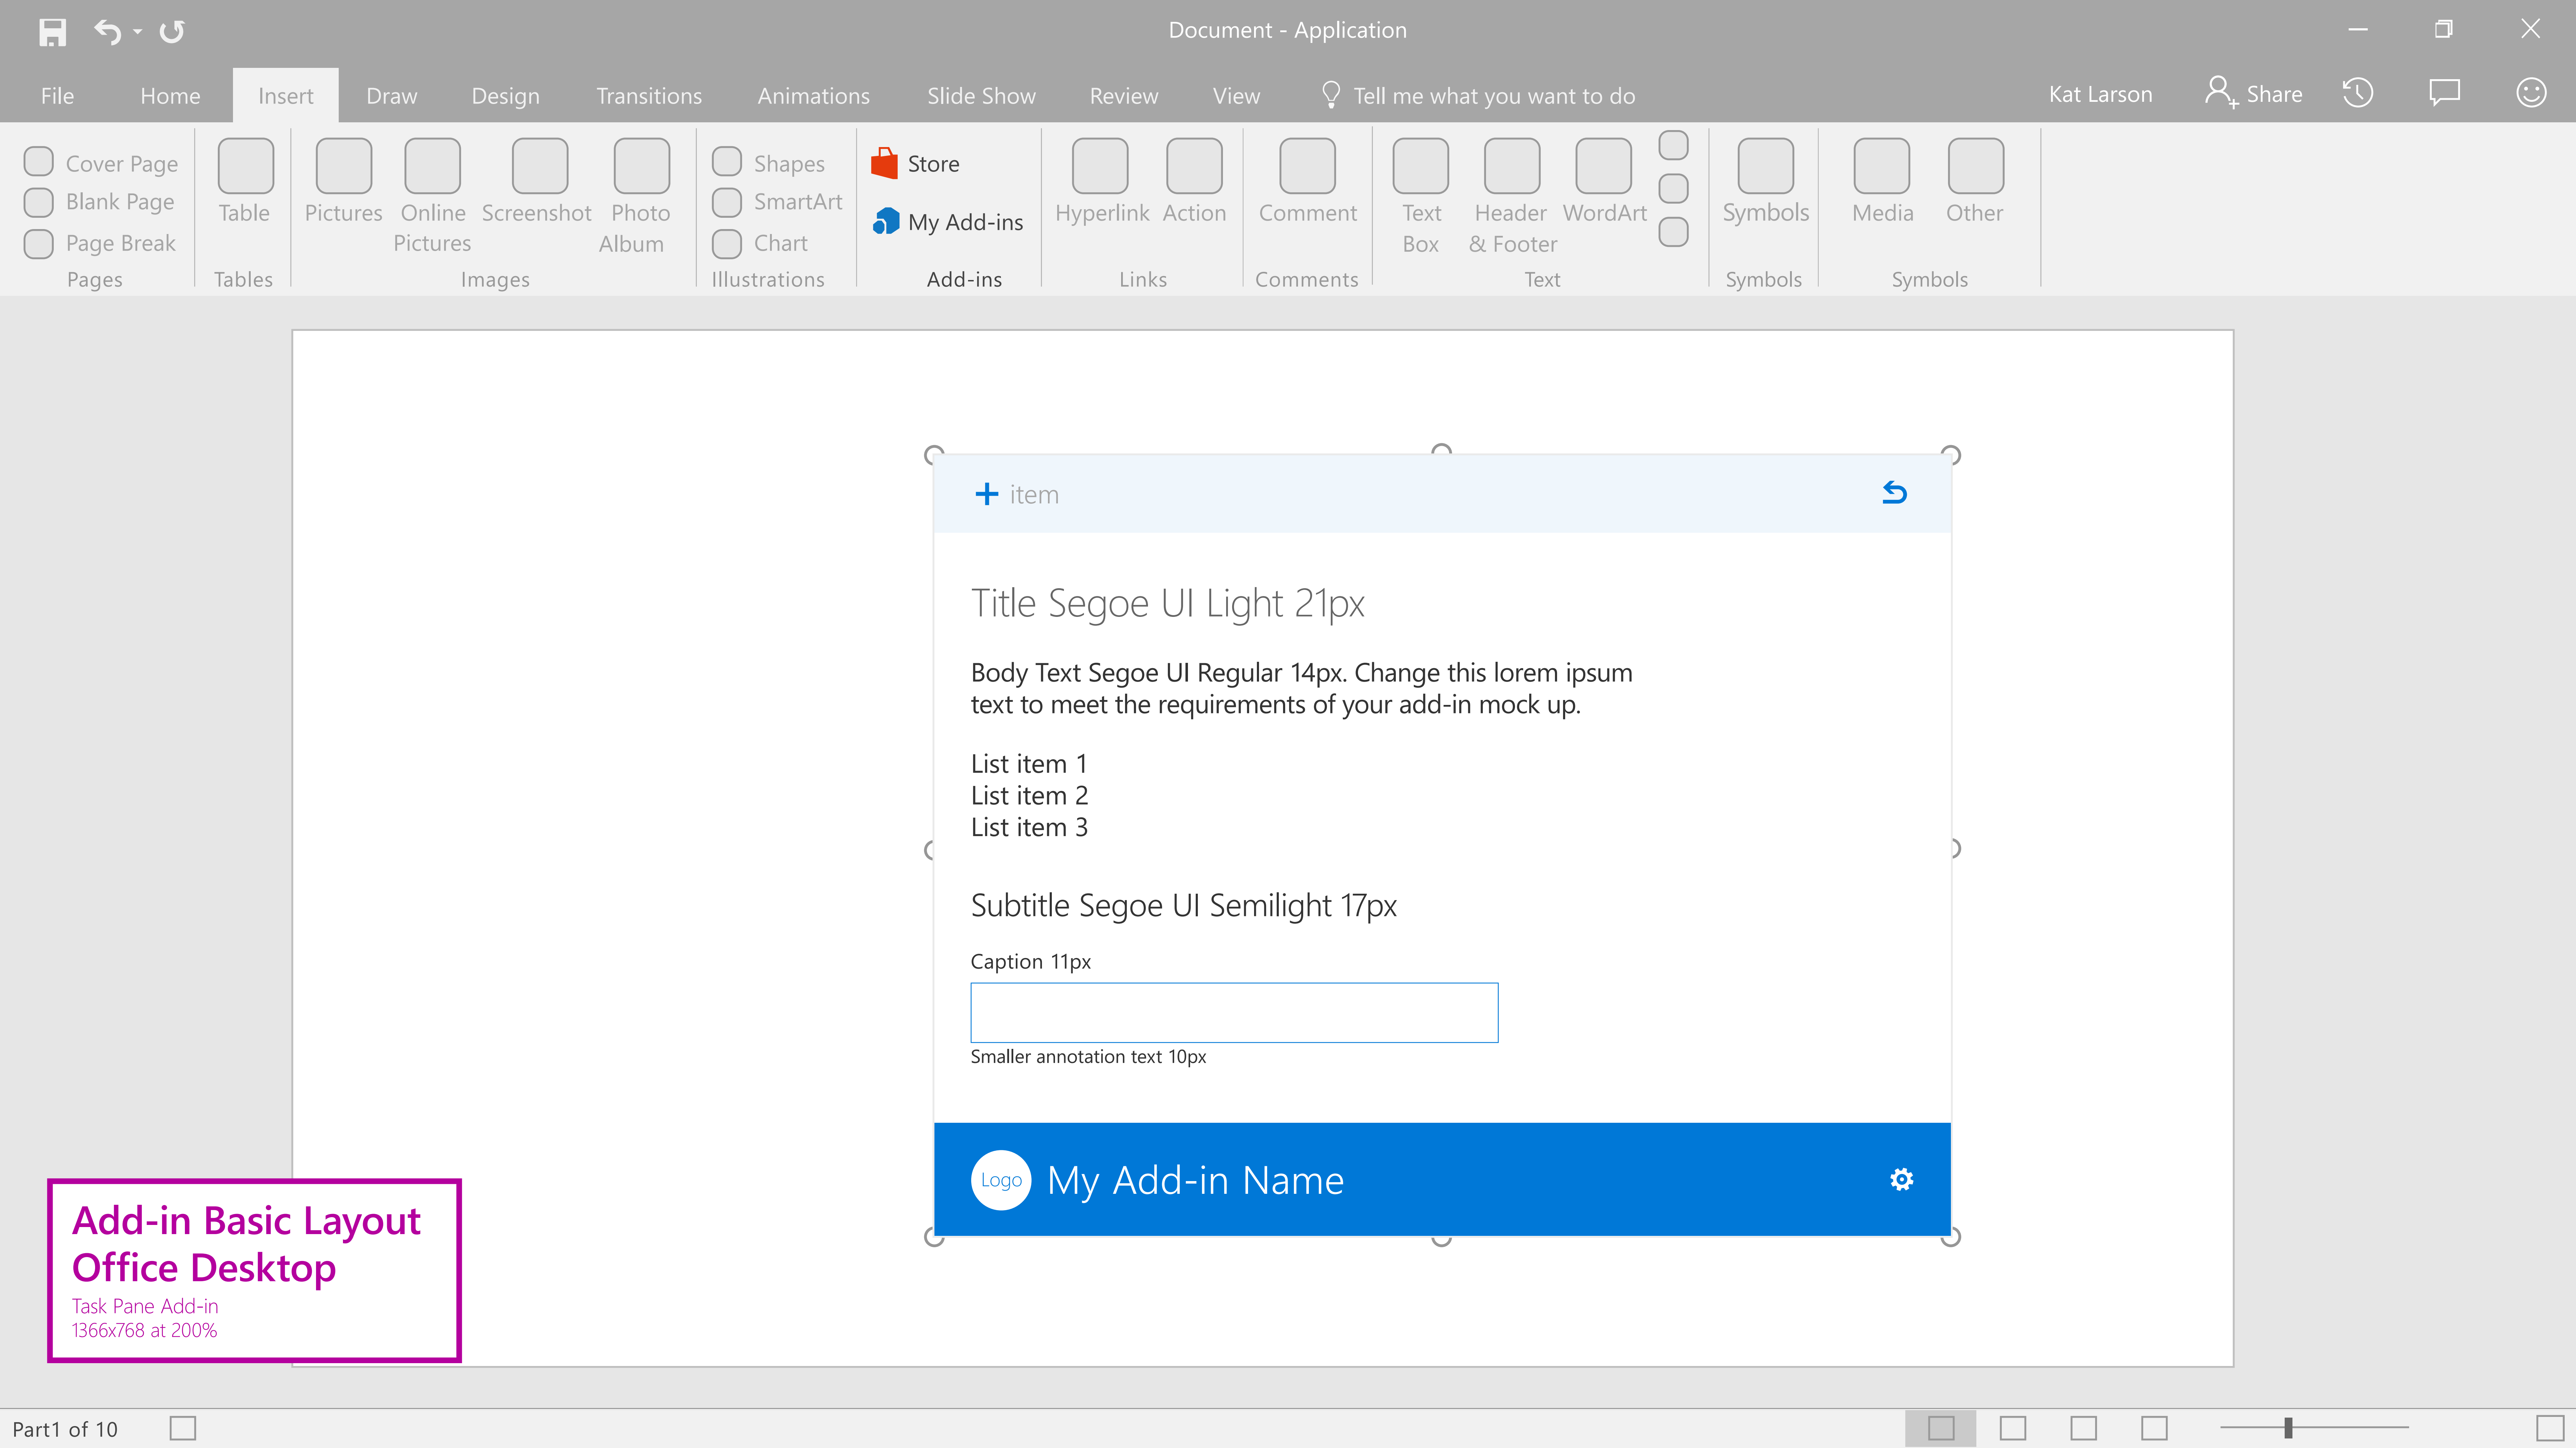 Document - Application
File Home Insert Draw Design Transitions Animations Slide Show Review View Tell me what you want to do Kat Larson Share
Cover Page
Blank Page
Page Break
Pages
Table
Tables
Pictures
Online
Pictures
Screenshot
Photo
Album
Images
Shapes
SmartArt
Chart
Illustrations
Store
My Add-ins
Add-ins
Hyperlink
Action
Links
Comment
Comments
Text
Box
Header
& Footer
WordArt
Text
Symbols
Symbols
Media
Other
Symbols
item
Title Segoe UI Light 21px
Body Text Segoe UI Regular 14px. Change this lorem ipsum
text to meet the requirements of your add-in mock up.
List item 1
List item 2
List item 3
Subtitle Segoe UI Semilight 17px
Caption 11px
Smaller annotation text 10px
Logo
My Add-in Name
Add-in Basic Layout
Office Desktop
Task Pane Add-in
1366x768 at 200%
Part1 of 10